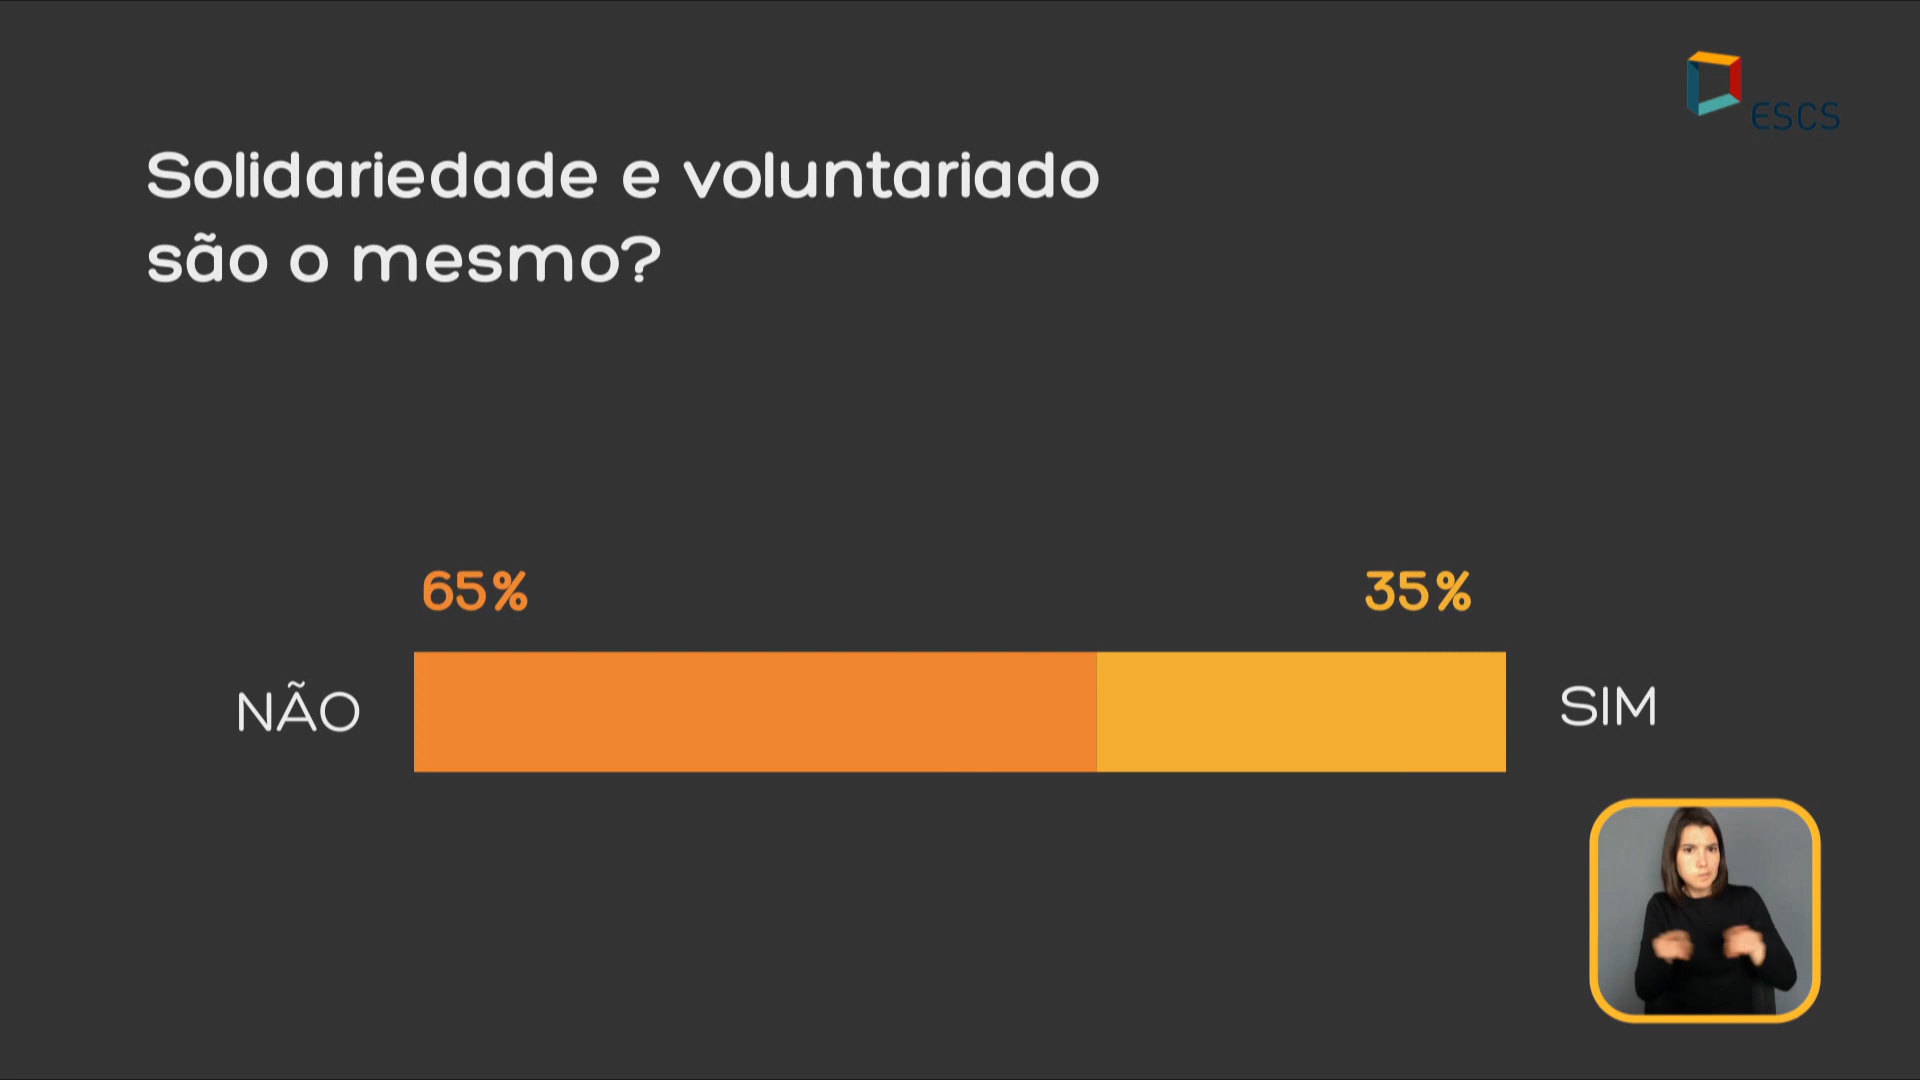 ESCS
Solidariedade e voluntariado
são o mesmo?
65%
35%
NÃO
SIM